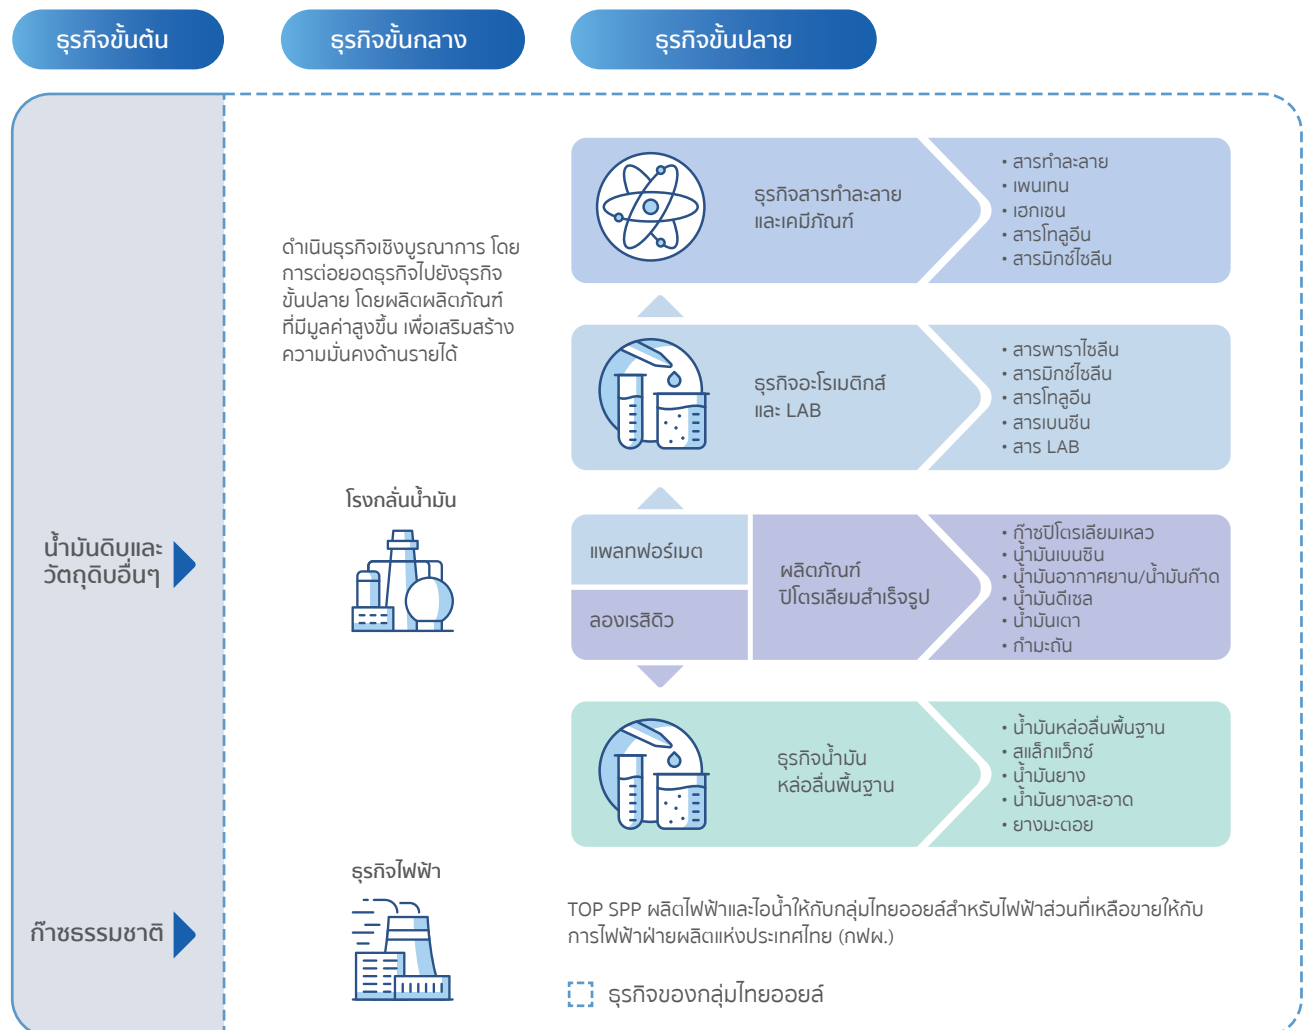 ธุรกิจขั้นต้น
ธุรกิจขั้นกลาง
ธุรกิจขั้นปลาย
ดำเนินธุรกิจเชิงบูรณาการ โดย
การต่อยอดธุรกิจไปยังธุรกิจ
ขั้นปลาย โดยผลิตผลิตภัณฑ์
ที่มีมูลค่าสูงขึ้น เพื่อเสริมสร้าง
ความมั่นคงด้านรายได้
ธุรกิจสารทำละลาย
และเคมีภัณฑ์
• สารทำละลาย
• เพนเทน
• เฮกเซน
• สารโทลูอีน
• สารมิกซ์ไซลีน
ธุรกิจอะโรเมติกส์
และ LAB
• สารพาราไซลีน
• สารมิกซ์ไซลีน
• สารโทลูอีน
• สารเบนซีน
• สาร LAB
น้ำมันดิบและ
วัตถุดิบอื่นๆ
โรงกลั่นน้ำมัน
แพลทฟอร์เมต
ลองเรสิดิว
ผลิตภัณฑ์
ปิโตรเลียมสำเร็จรูป
• ก๊าซปิโตรเลียมเหลว
• น้ำมันเบนซิน
• น้ำมันอากาศยาน/น้ำมันก๊าด
• น้ำมันดีเซล
• น้ำมันเตา
• กำมะถัน
ธุรกิจน้ำมัน
หล่อลื่นพื้นฐาน
• น้ำมันหล่อลื่นพื้นฐาน
• สแล็กแว็กซ์
• น้ำมันยาง
• น้ำมันยางสะอาด
• ยางมะตอย
ก๊าซธรรมชาติ
ธุรกิจไฟฟ้า
TOP SPP ผลิตไฟฟ้าและไอน้ำให้กับกลุ่มไทยออยล์สำหรับไฟฟ้าส่วนที่เหลือขายให้กับ
การไฟฟ้าฝ่ายผลิตแห่งประเทศไทย (กฟผ.)
ธุรกิจของกลุ่มไทยออยล์